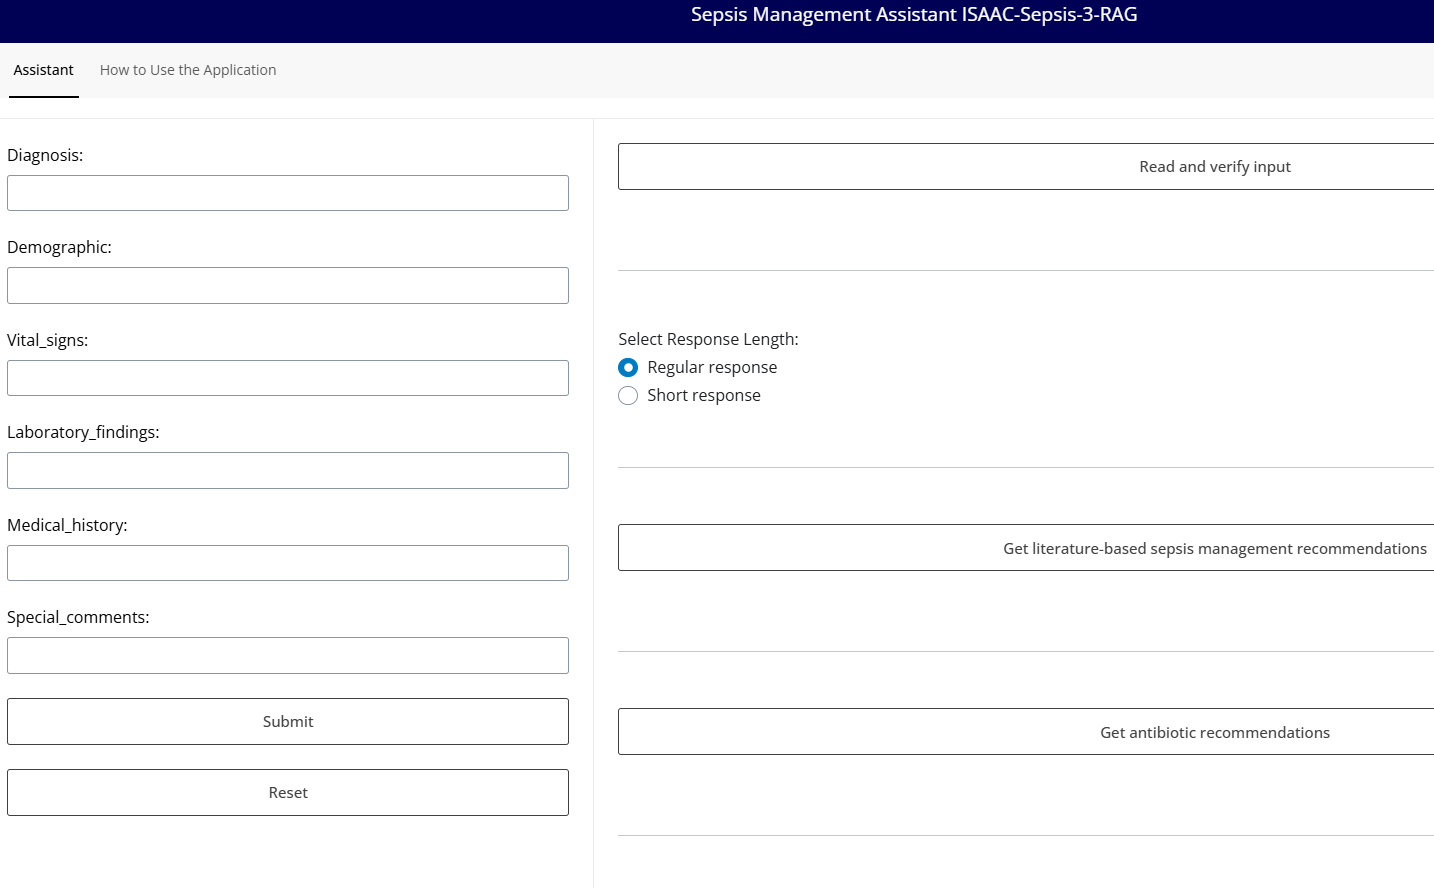 Sepsis Management Assistant ISAAC-Sepsis-3-RAG
Assistant
How to Use the Application
Diagnosis:
Demographic:
Vital_signs:
Laboratory_findings:
Medical_history:
Special_comments:
Submit
Reset
Read and verify input
Select Response Length:
Regular response
Short response
Get literature-based sepsis management recommendations
Get antibiotic recommendations